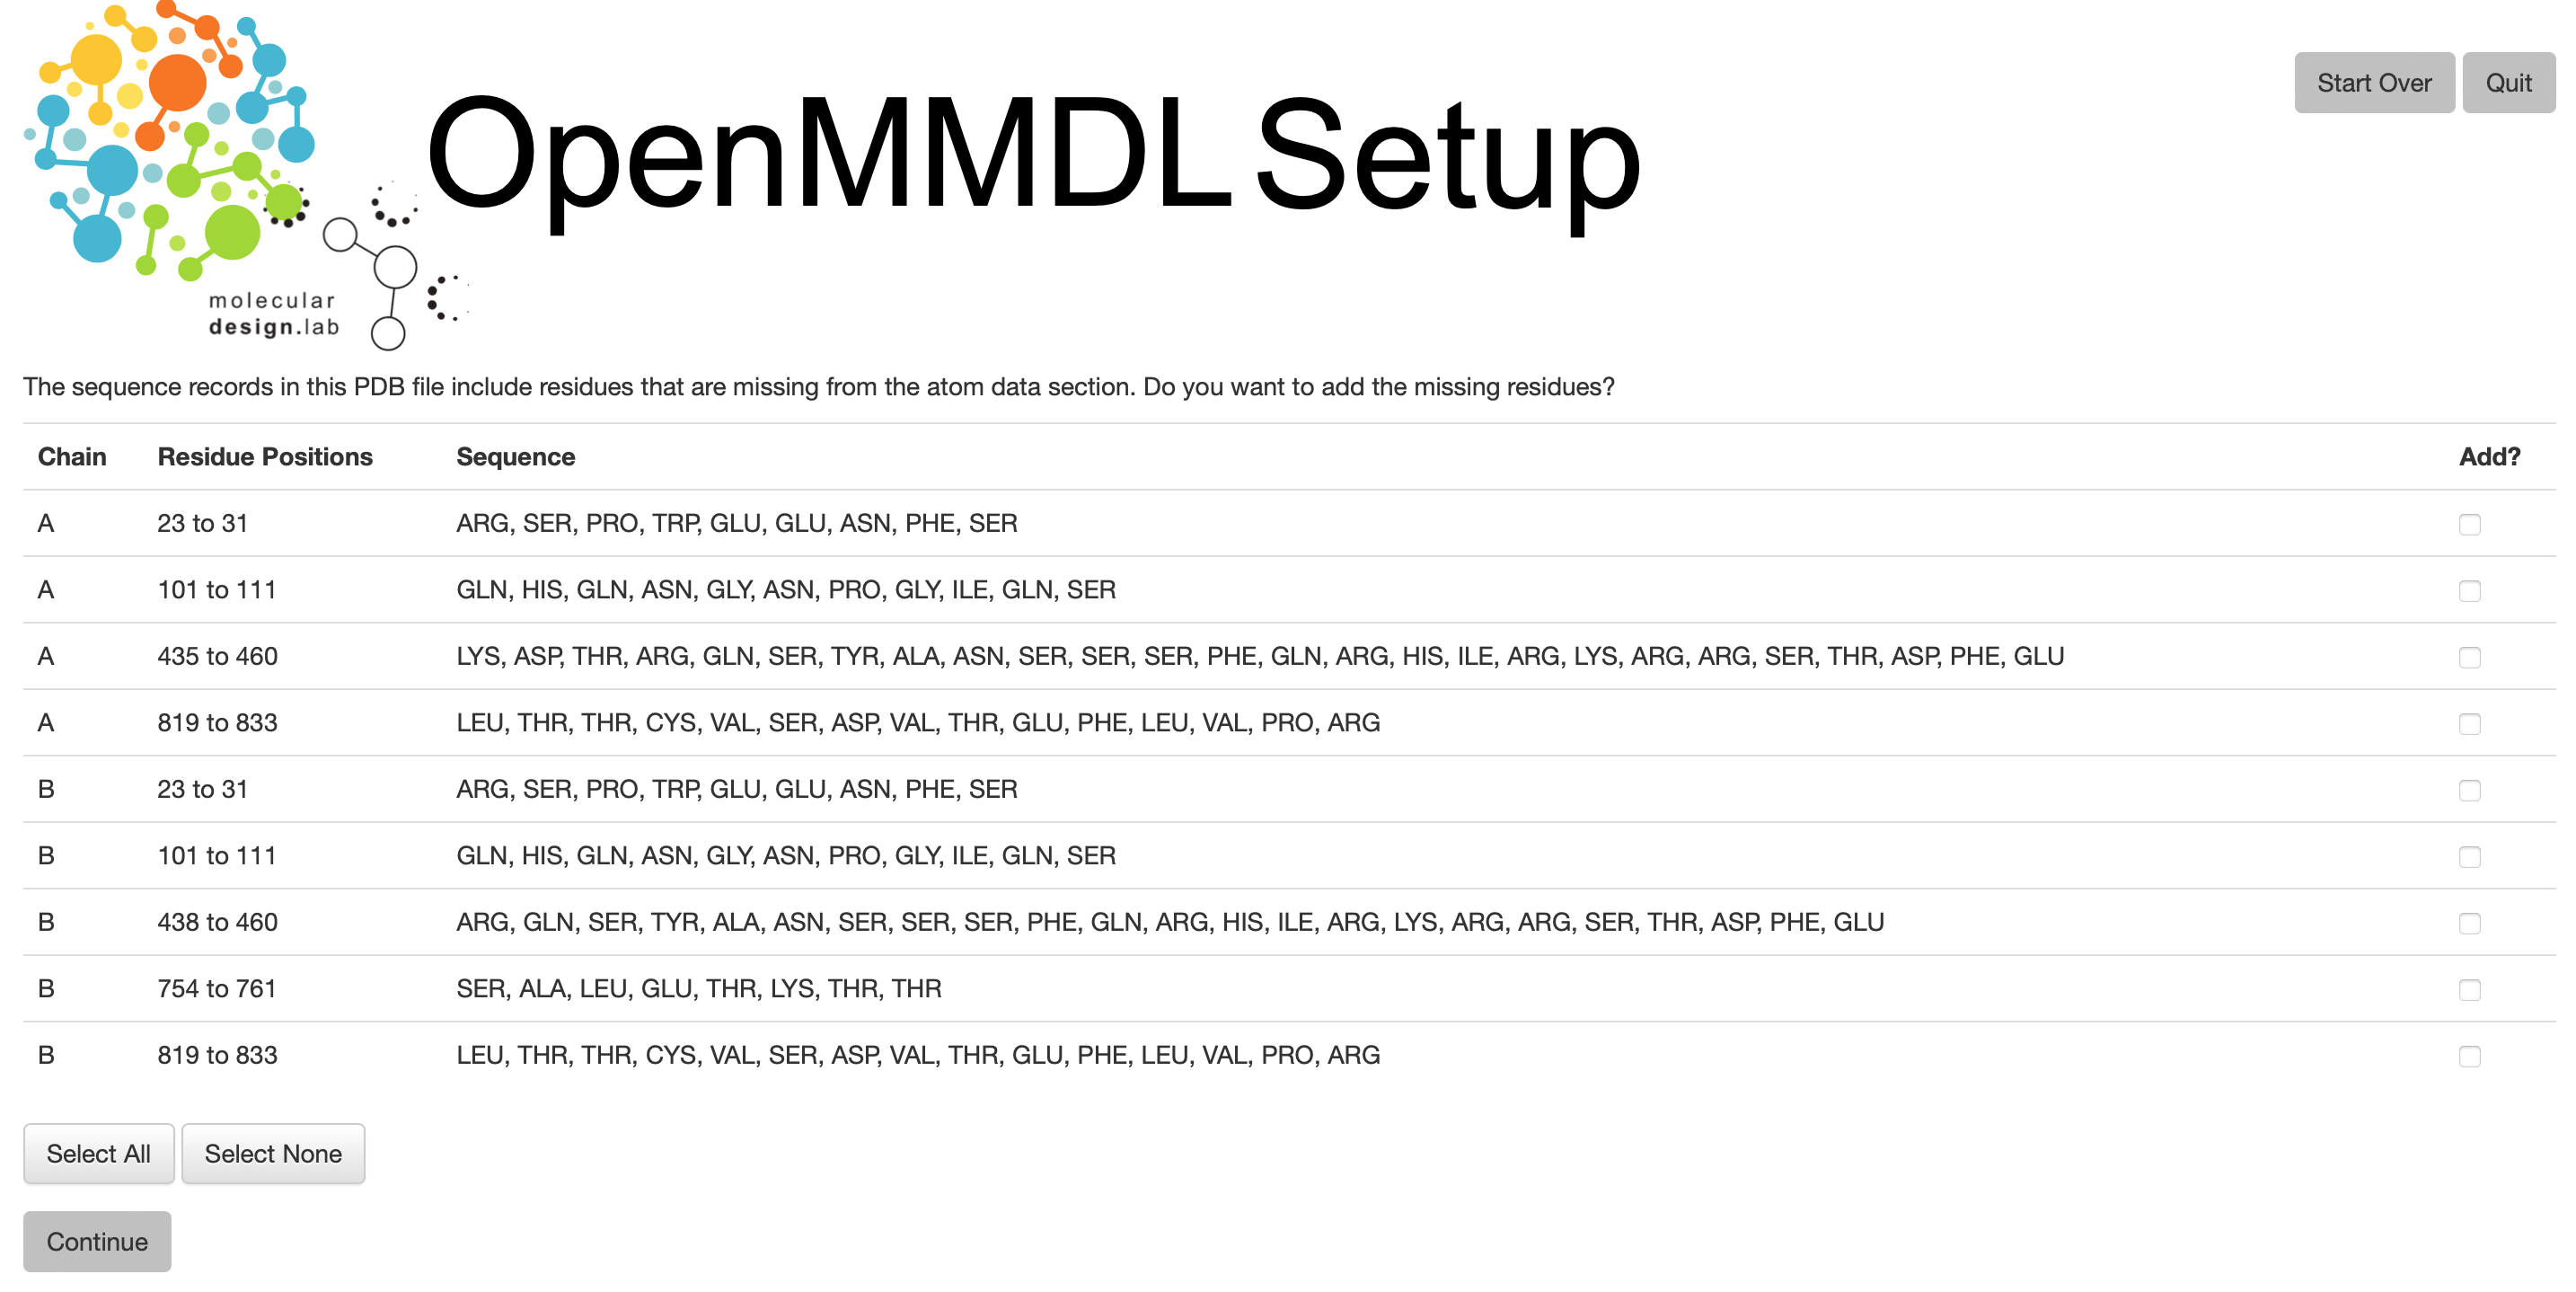 OpenMMDL Setup
Start Over Quit
molecular
design.lab
The sequence records in this PDB file include residues that are missing from the atom data section. Do you want to add the missing residues?
Chain Residue Positions Sequence Add?
A 23 to 31 ARG, SER, PRO, TRP, GLU, GLU, ASN, PHE, SER
A 101 to 111 GLN, HIS, GLN, ASN, GLY, ASN, PRO, GLY, ILE, GLN, SER
A 435 to 460 LYS, ASP, THR, ARG, GLN, SER, TYR, ALA, ASN, SER, SER, SER, PHE, GLN, ARG, HIS, ILE, ARG, LYS, ARG, ARG, SER, THR, ASP, PHE, GLU
A 819 to 833 LEU, THR, THR, CYS, VAL, SER, ASP, VAL, THR, GLU, PHE, LEU, VAL, PRO, ARG
B 23 to 31 ARG, SER, PRO, TRP, GLU, GLU, ASN, PHE, SER
B 101 to 111 GLN, HIS, GLN, ASN, GLY, ASN, PRO, GLY, ILE, GLN, SER
B 438 to 460 ARG, GLN, SER, TYR, ALA, ASN, SER, SER, SER, PHE, GLN, ARG, HIS, ILE, ARG, LYS, ARG, ARG, SER, THR, ASP, PHE, GLU
B 754 to 761 SER, ALA, LEU, GLU, THR, LYS, THR, THR
B 819 to 833 LEU, THR, THR, CYS, VAL, SER, ASP, VAL, THR, GLU, PHE, LEU, VAL, PRO, ARG
Select All Select None
Continue